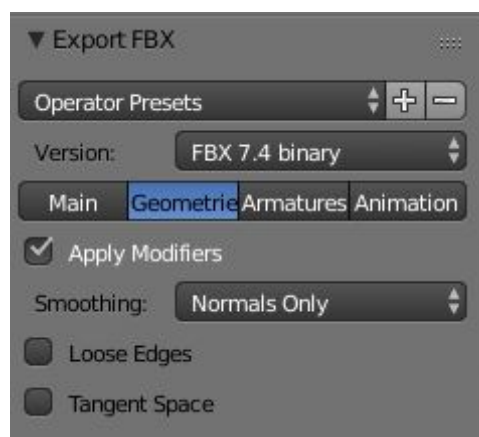 Export FBX
Operator Presets
Version: FBX 7.4 binary
Main Geometrie Armatures Animation
Apply Modifiers
Smoothing: Normals Only
Loose Edges
Tangent Space